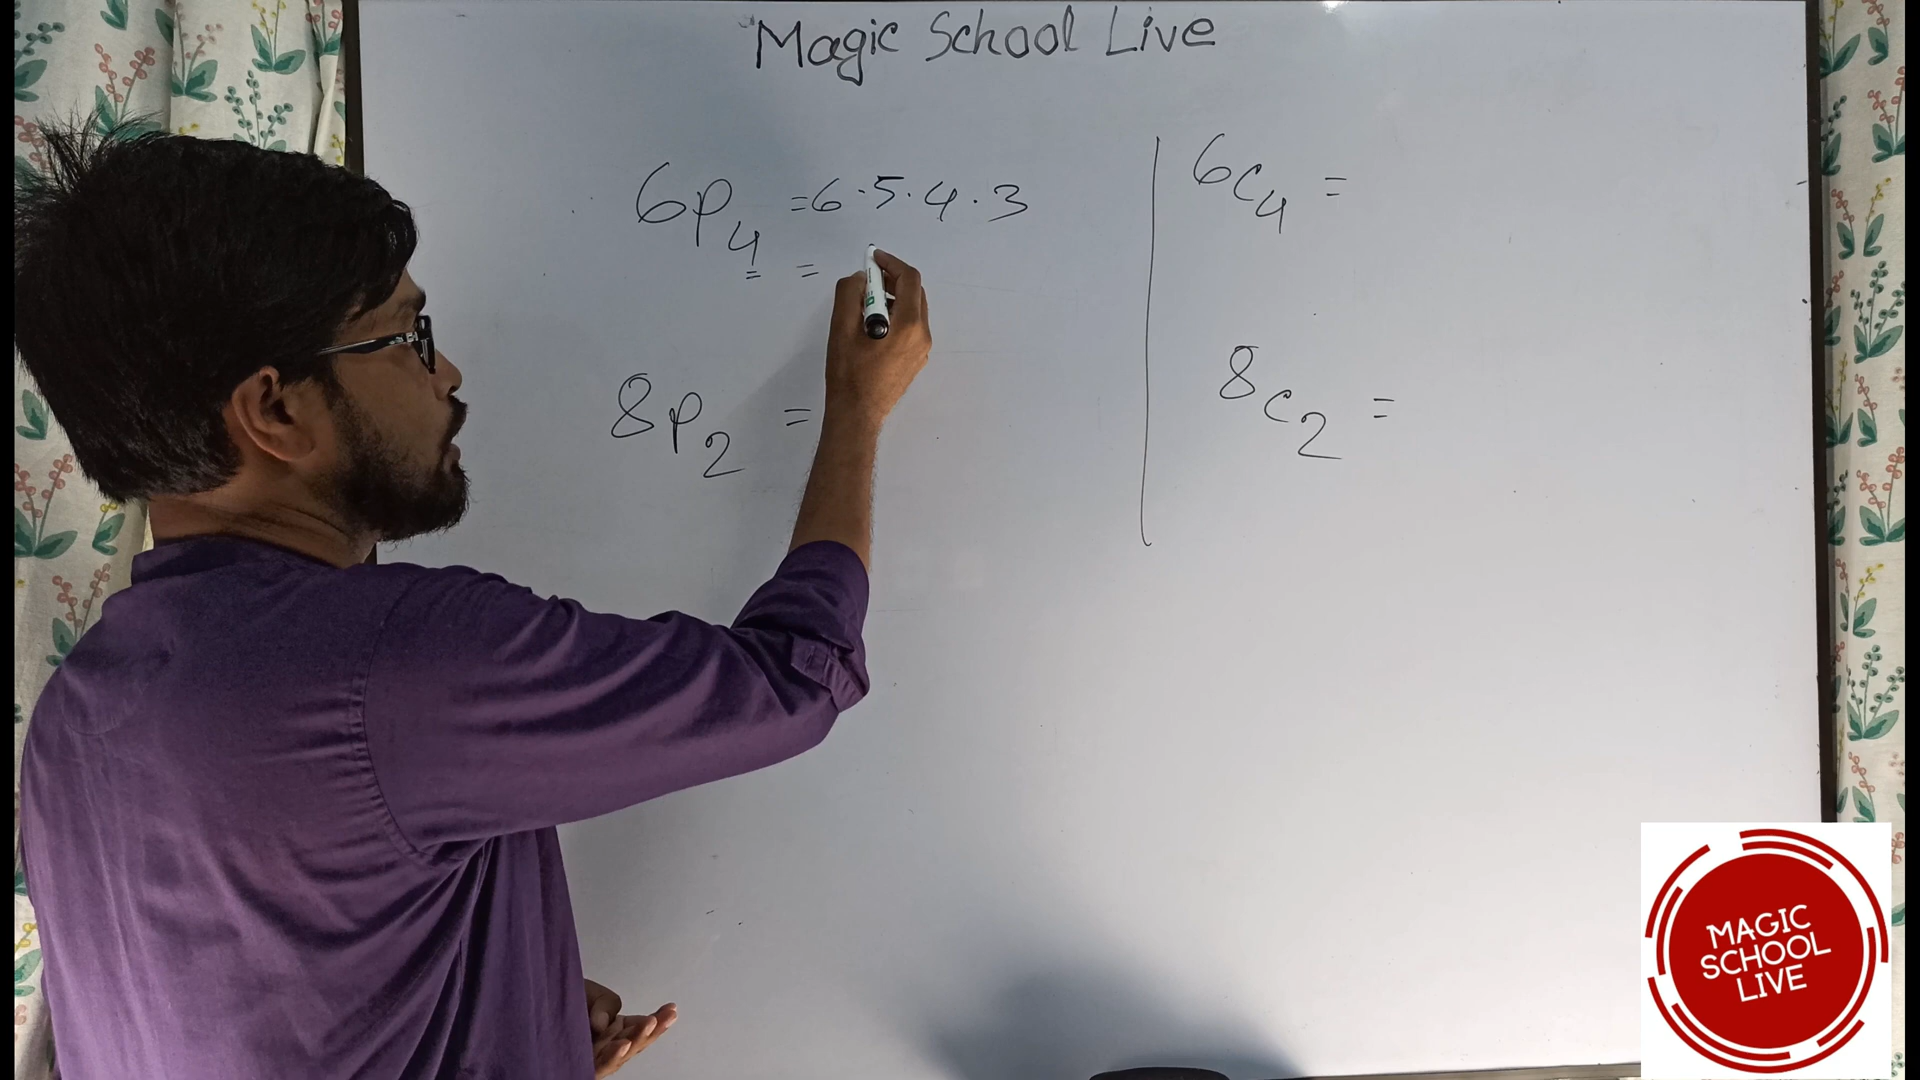 Magic School Live
6P4 = 6.5.4.3
=
8P2 =
6C4 =
8C2 =
MAGIC
SCHOOL
LIVE